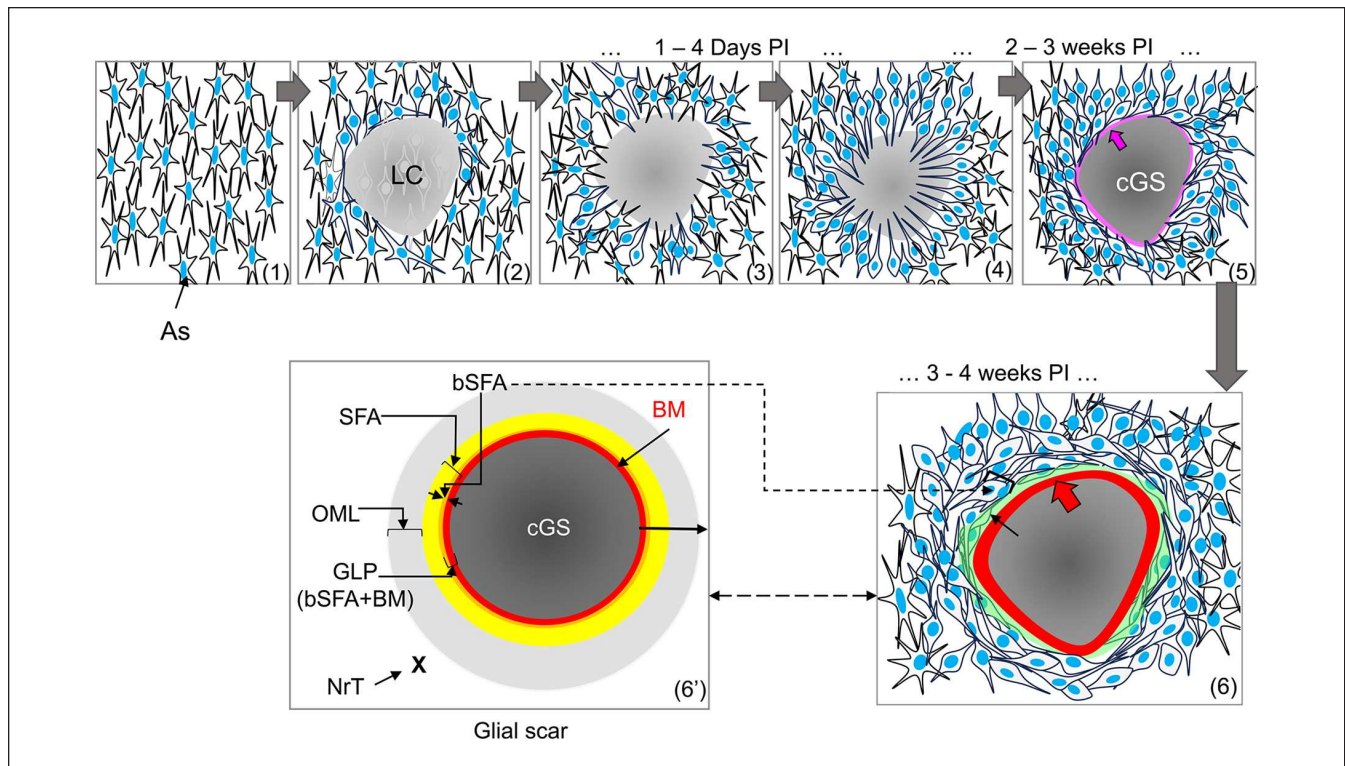 … 1 – 4 Days PI …
… 2 – 3 weeks PI …
(1)
LC
(2)
(3)
(4)
cGS
(5)
As
bSFA
SFA
BM
OML
cGS
GLP
(bSFA+BM)
X
NrT
(6')
Glial scar
… 3 - 4 weeks PI …
(6)